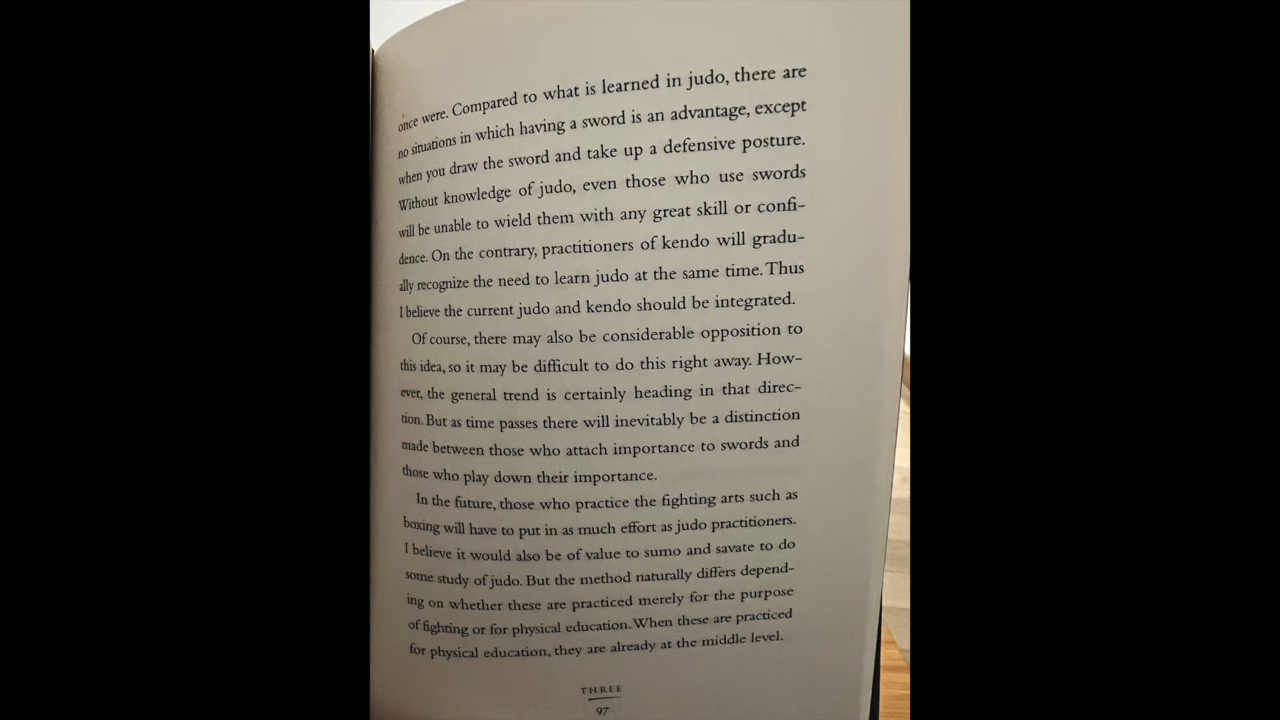 once were. Compared to what is learned in judo, there are
no situations in which having a sword is an advantage, except
when you draw the sword and take up a defensive posture.
Without knowledge of judo, even those who use swords
will be unable to wield them with any great skill or confi-
dence. On the contrary, practitioners of kendo will gradu-
ally recognize the need to learn judo at the same time. Thus
I believe the current judo and kendo should be integrated.
Of course, there may also be considerable opposition to
this idea, so it may be difficult to do this right away. How-
ever, the general trend is certainly heading in that direc-
tion. But as time passes there will inevitably be a distinction
made between those who attach importance to swords and
those who play down their importance.
In the future, those who practice the fighting arts such as
boxing will have to put in as much effort as judo practitioners.
I believe it would also be of value to sumo and savate to do
some study of judo. But the method naturally differs depend-
ing on whether these are practiced merely for the purpose
of fighting or for physical education. When these are practiced
for physical education, they are already at the middle level.
THREE
97